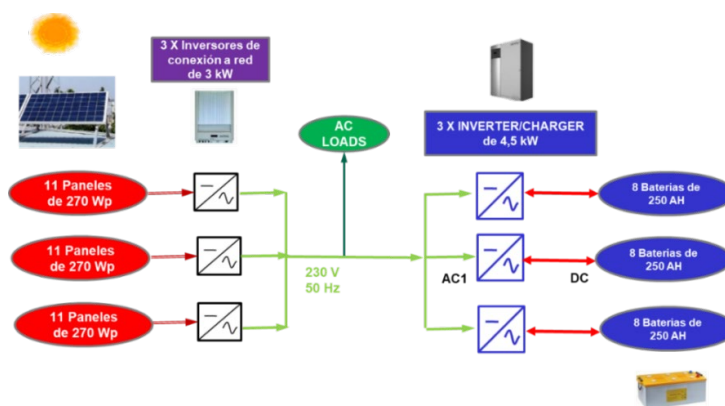 3 X Inversores de
conexión a red
de 3 kW
AC
LOADS
3 X INVERTER/CHARGER
de 4,5 kW
11 Paneles
de 270 Wp
8 Baterias de
250 AH
11 Paneles
de 270 Wp
230 V
50 Hz
AC1
DC
8 Baterias de
250 AH
11 Paneles
de 270 Wp
8 Baterias de
250 AH